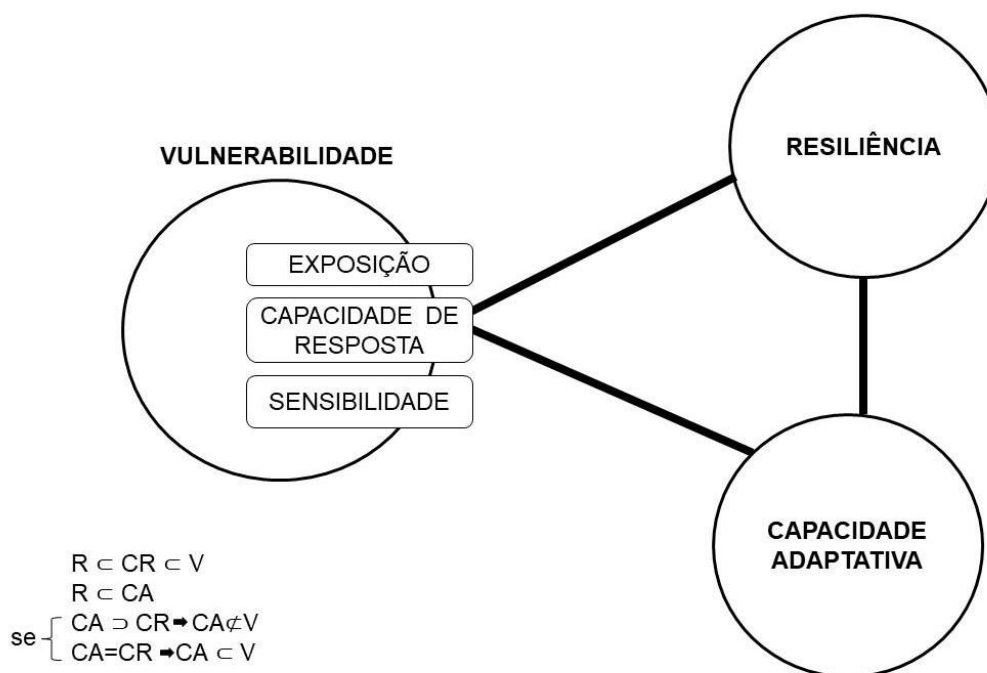 RESILIÊNCIA
VULNERABILIDADE
EXPOSIÇÃO
CAPACIDADE DE
RESPOSTA
SENSIBILIDADE
CAPACIDADE
ADAPTATIVA
R ⊂ CR ⊂ V
R ⊂ CA
se { CA ⊃ CR ➡ CA⊄V
CA=CR ➡CA ⊂ V